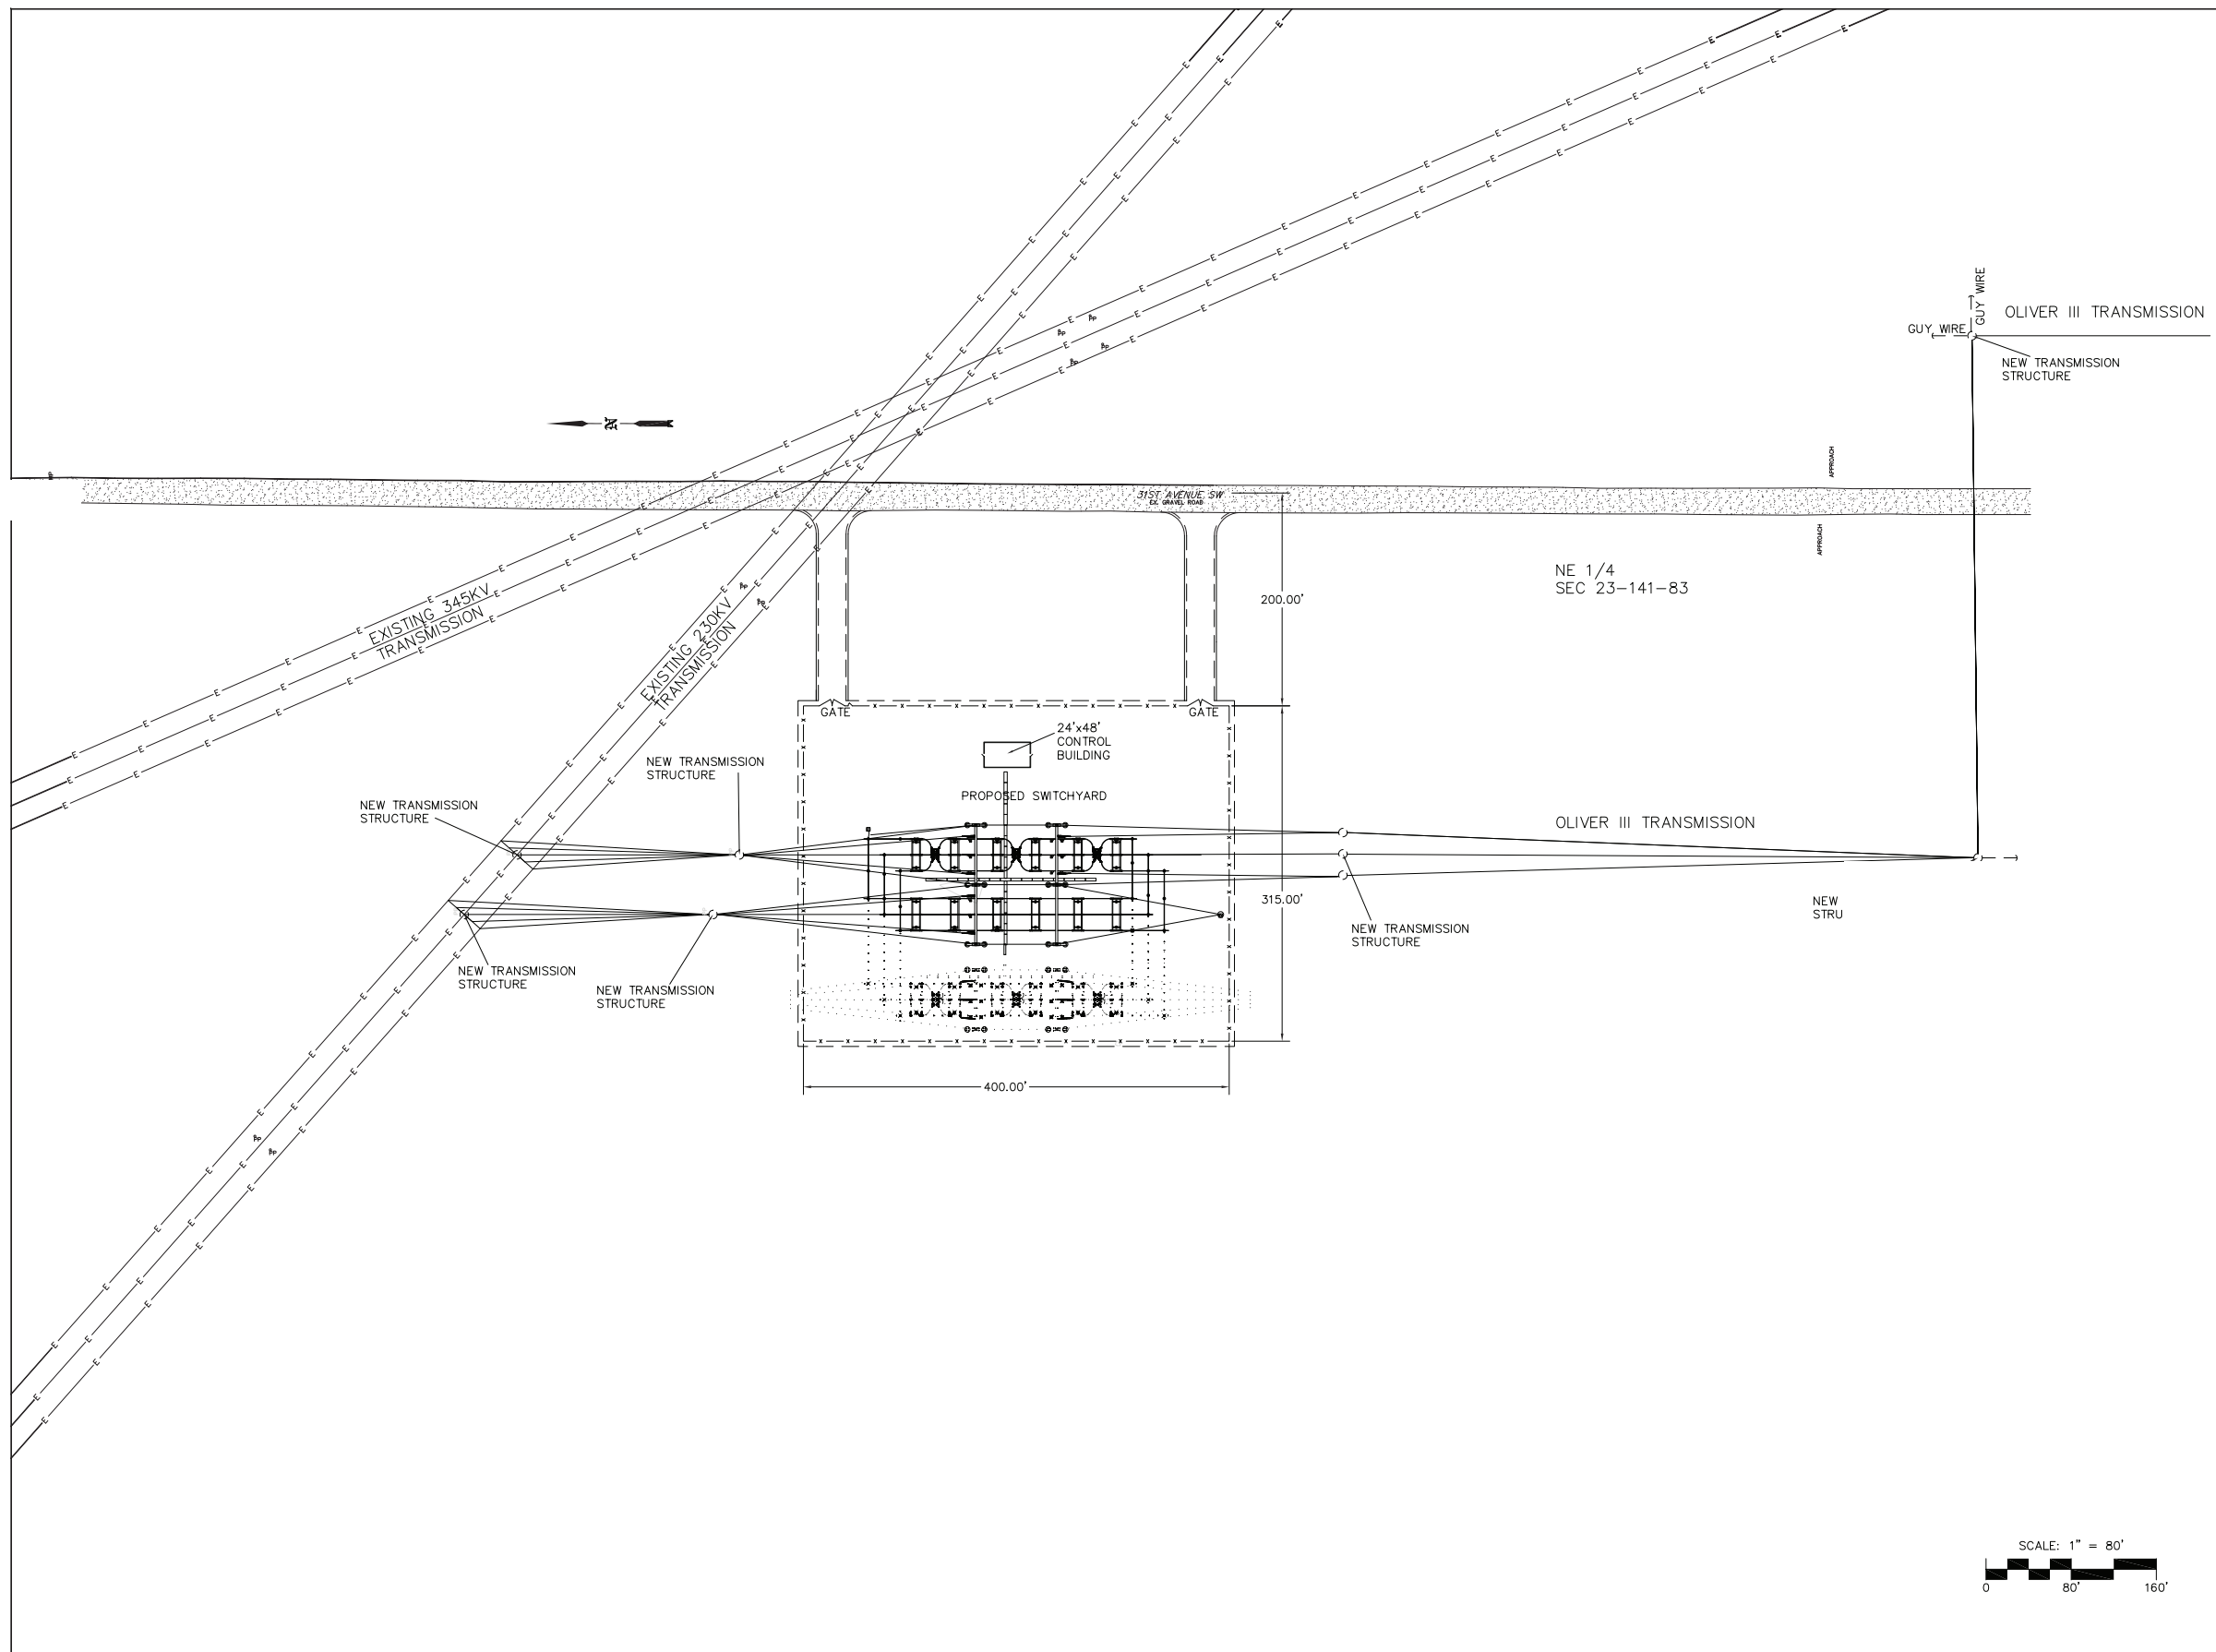 GUY WIRE
OLIVER III TRANSMISSION
GUY WIRE
NEW TRANSMISSION
STRUCTURE
N
APPROACH
31ST AVENUE SW
EX. GRAVEL ROAD
APPROACH
NE 1/4
SEC 23-141-83
200.00'
EXISTING 345KV
TRANSMISSION
EXISTING 230KV
TRANSMISSION
GATE
GATE
24'x48'
CONTROL
BUILDING
NEW TRANSMISSION
STRUCTURE
PROPOSED SWITCHYARD
NEW TRANSMISSION
STRUCTURE
OLIVER III TRANSMISSION
315.00'
NEW
STRU
NEW TRANSMISSION
STRUCTURE
NEW TRANSMISSION
STRUCTURE
NEW TRANSMISSION
STRUCTURE
400.00'
SCALE: 1" = 80'
0 80' 160'